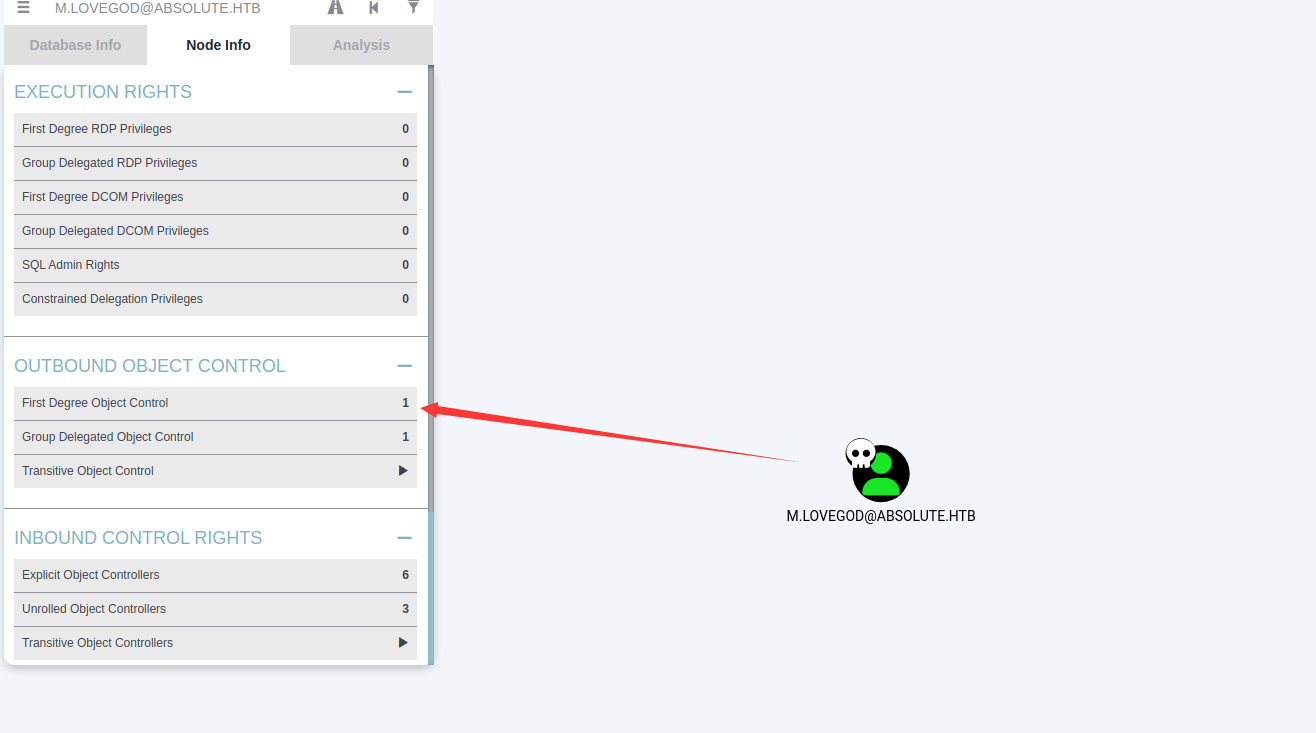 M.LOVEGOD@ABSOLUTE.HTB
Database Info Node Info Analysis
EXECUTION RIGHTS
First Degree RDP Privileges 0
Group Delegated RDP Privileges 0
First Degree DCOM Privileges 0
Group Delegated DCOM Privileges 0
SQL Admin Rights 0
Constrained Delegation Privileges 0
OUTBOUND OBJECT CONTROL
First Degree Object Control 1
Group Delegated Object Control 1
Transitive Object Control
M.LOVEGOD@ABSOLUTE.HTB
INBOUND CONTROL RIGHTS
Explicit Object Controllers 6
Unrolled Object Controllers 3
Transitive Object Controllers